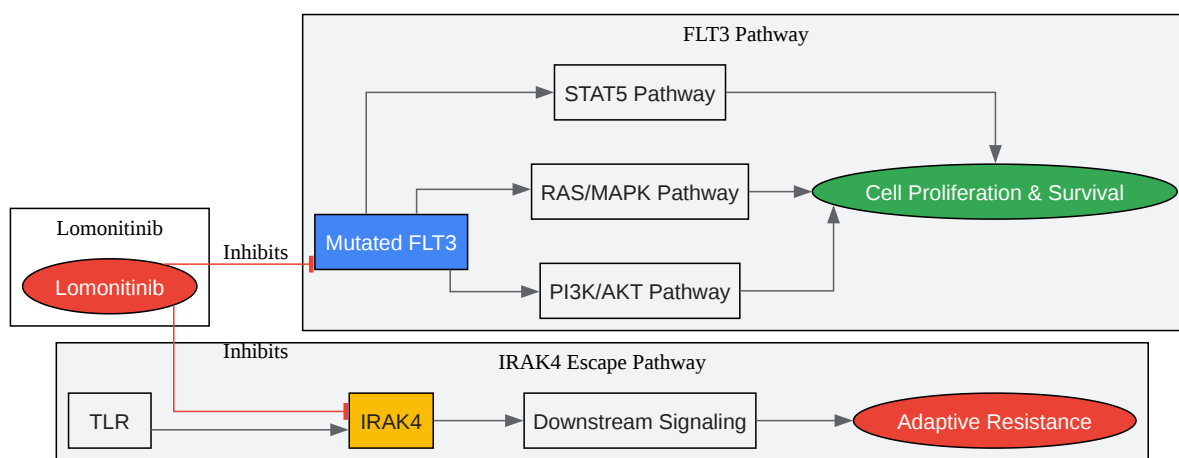 FLT3 Pathway
STAT5 Pathway
RAS/MAPK Pathway
Cell Proliferation & Survival
Lomonitinib
Inhibits
Mutated FLT3
Lomonitinib
PI3K/AKT Pathway
Inhibits
IRAK4 Escape Pathway
TLR
IRAK4
Downstream Signaling
Adaptive Resistance